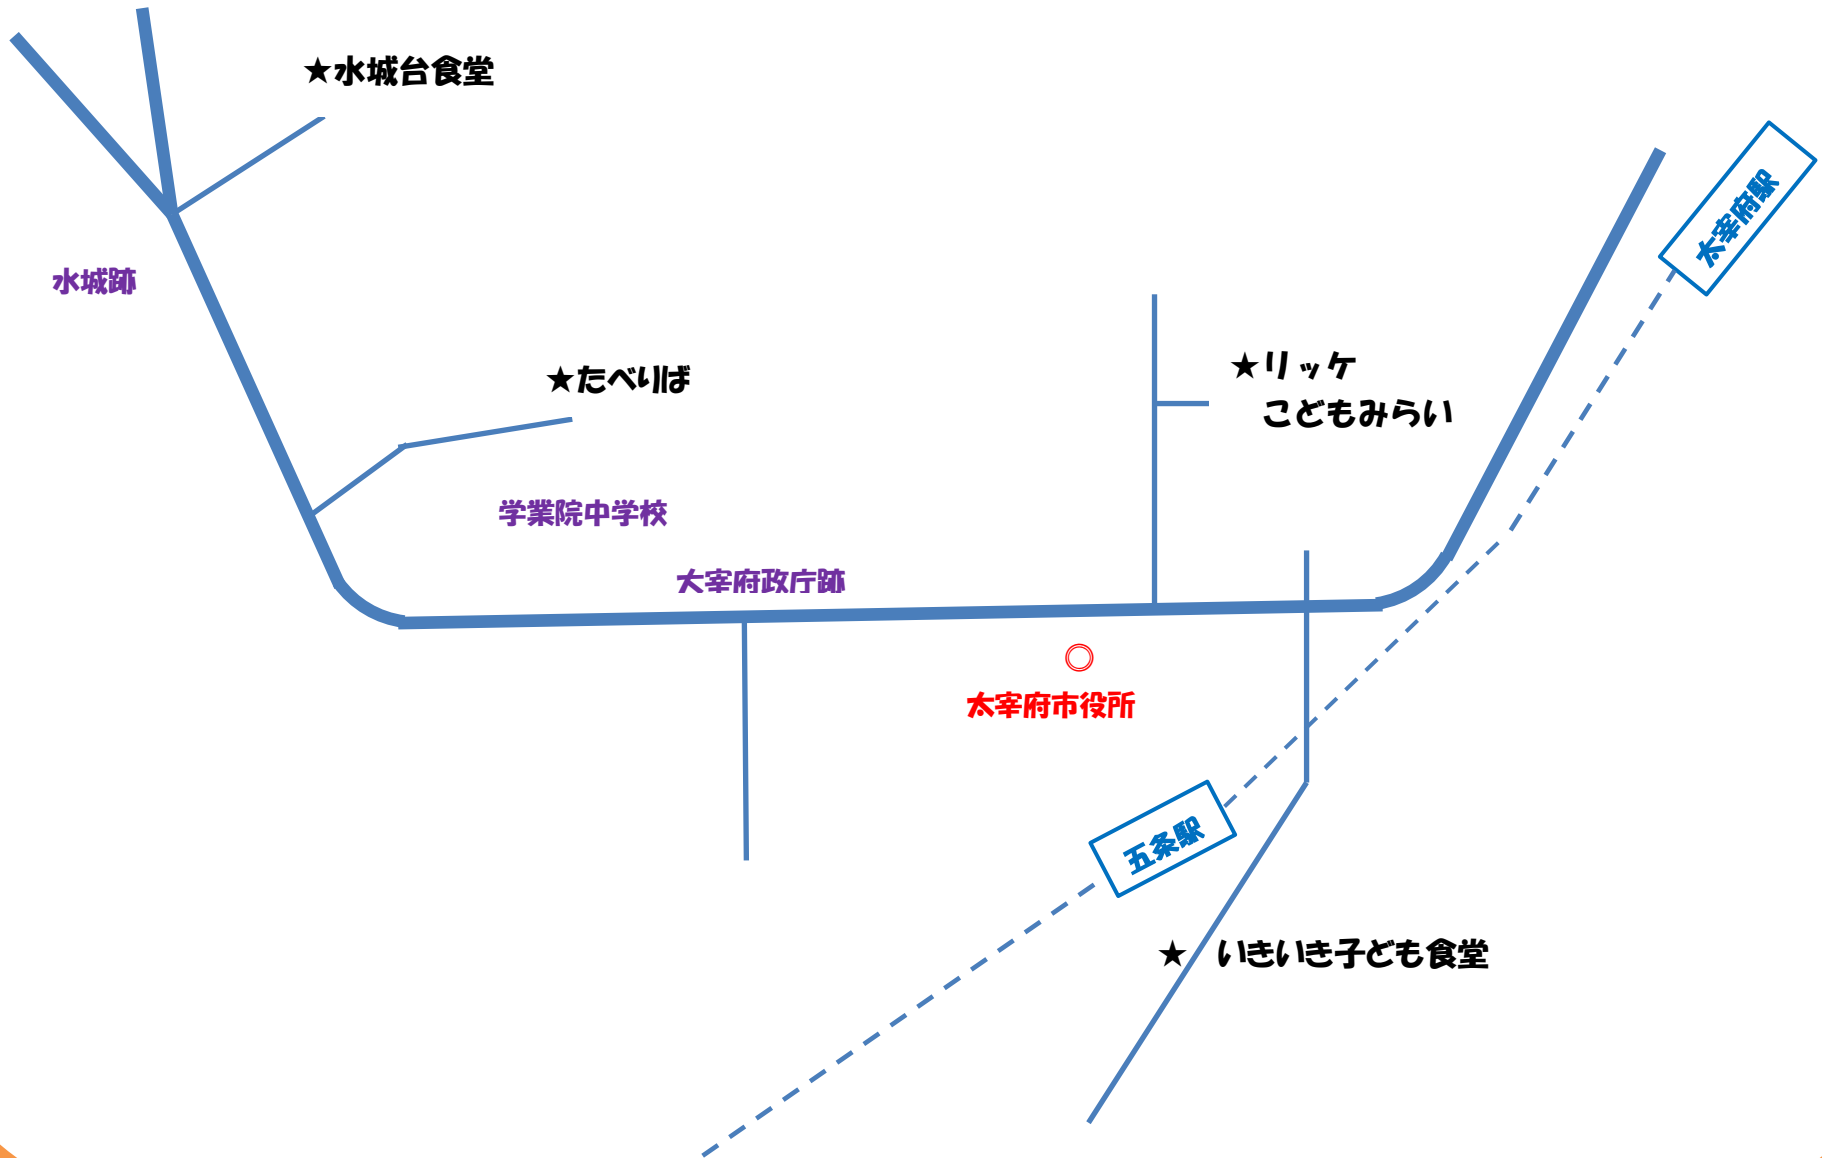 ★水城台食堂
太宰府駅
水城跡
★たべりば
★リッケ
こどもみらい
学業院中学校
大宰府政庁跡
◎
太宰府市役所
五条駅
★ いきいき子ども食堂